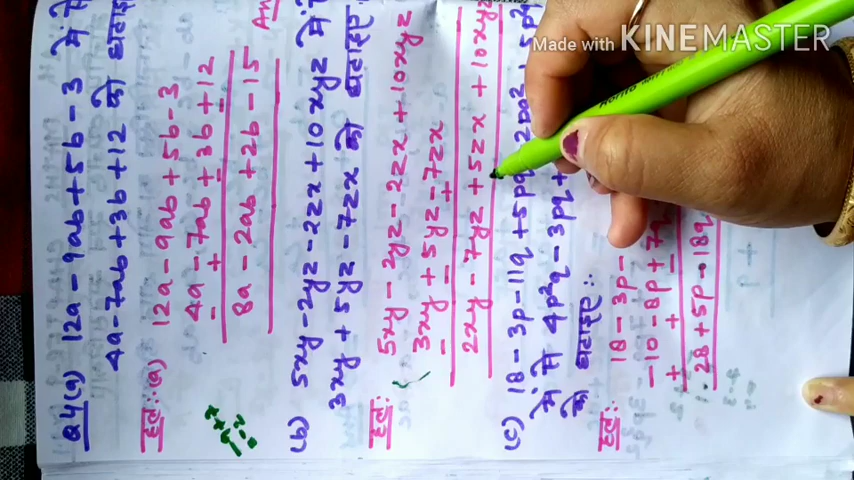 Made with KINEMASTER
Q4(a) 12a - 9ab + 5b - 3 में से
4a - 7ab + 3b + 12 को घटाइए
हल:- (a) 12a - 9ab + 5b - 3
4a - 7ab + 3b + 12
- + - -
8a - 2ab + 2b - 15
Ans
(b) 5xy - 2yz - 2zx + 10xyz में से
3xy + 5yz - 7zx को घटाइए
हल:- 5xy - 2yz - 2zx + 10xyz
3xy + 5yz - 7zx
- - +
2xy - 7yz + 5zx + 10xyz
(c) 18 - 3p - 11q + 5pq 5p²
में से 4p²q - 3pq +
को घटाइए:-
हल:- 18 - 3p -
-10 - 8p + 7q
+ + -
28 + 5p - 18q